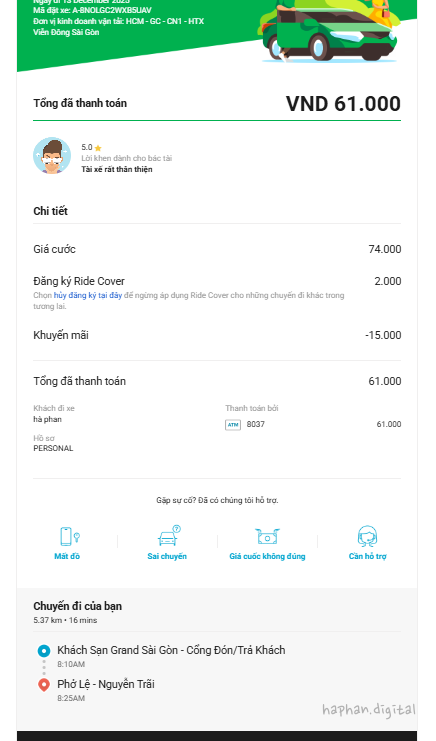 Ngày đi 13 December 2025
Mã đặt xe: A-8NOLGC2WXB5UAV
Đơn vị kinh doanh vận tải: HCM - GC - CN1 - HTX
Viễn Đông Sài Gòn
Tổng đã thanh toán VND 61.000
5.0
Lời khen dành cho bác tài
Tài xế rất thân thiện
Chi tiết
Giá cước 74.000
Đăng ký Ride Cover 2.000
Chọn hủy đăng ký tại đây để ngừng áp dụng Ride Cover cho những chuyến đi khác trong
tương lai.
Khuyến mãi -15.000
Tổng đã thanh toán 61.000
Khách đi xe Thanh toán bởi
hà phan
ATM 8037 61.000
Hồ sơ
PERSONAL
Gặp sự cố? Đã có chúng tôi hỗ trợ.
Mất đồ Sai chuyến Giá cuốc không đúng Cần hỗ trợ
Chuyến đi của bạn
5.37 km • 16 mins
Khách Sạn Grand Sài Gòn - Cổng Đón/Trả Khách
8:10AM
Phở Lệ - Nguyễn Trãi
8:25AM
haphan.digital